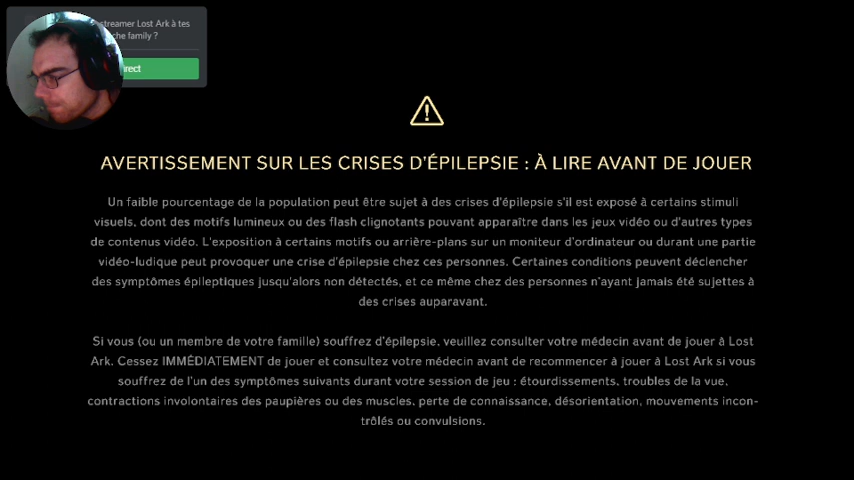 streamer Lost Ark à tes
che family ?
rect
AVERTISSEMENT SUR LES CRISES D'ÉPILEPSIE : À LIRE AVANT DE JOUER
Un faible pourcentage de la population peut être sujet à des crises d'épilepsie s'il est exposé à certains stimuli
visuels, dont des motifs lumineux ou des flash clignotants pouvant apparaître dans les jeux vidéo ou d'autres types
de contenus vidéo. L'exposition à certains motifs ou arrière-plans sur un moniteur d'ordinateur ou durant une partie
vidéo-ludique peut provoquer une crise d'épilepsie chez ces personnes. Certaines conditions peuvent déclencher
des symptômes épileptiques jusqu'alors non détectés, et ce même chez des personnes n'ayant jamais été sujettes à
des crises auparavant.
Si vous (ou un membre de votre famille) souffrez d'épilepsie, veuillez consulter votre médecin avant de jouer à Lost
Ark. Cessez IMMÉDIATEMENT de jouer et consultez votre médecin avant de recommencer à jouer à Lost Ark si vous
souffrez de l'un des symptômes suivants durant votre session de jeu : étourdissements, troubles de la vue,
contractions involontaires des paupières ou des muscles, perte de connaissance, désorientation, mouvements incon-
trôlés ou convulsions.